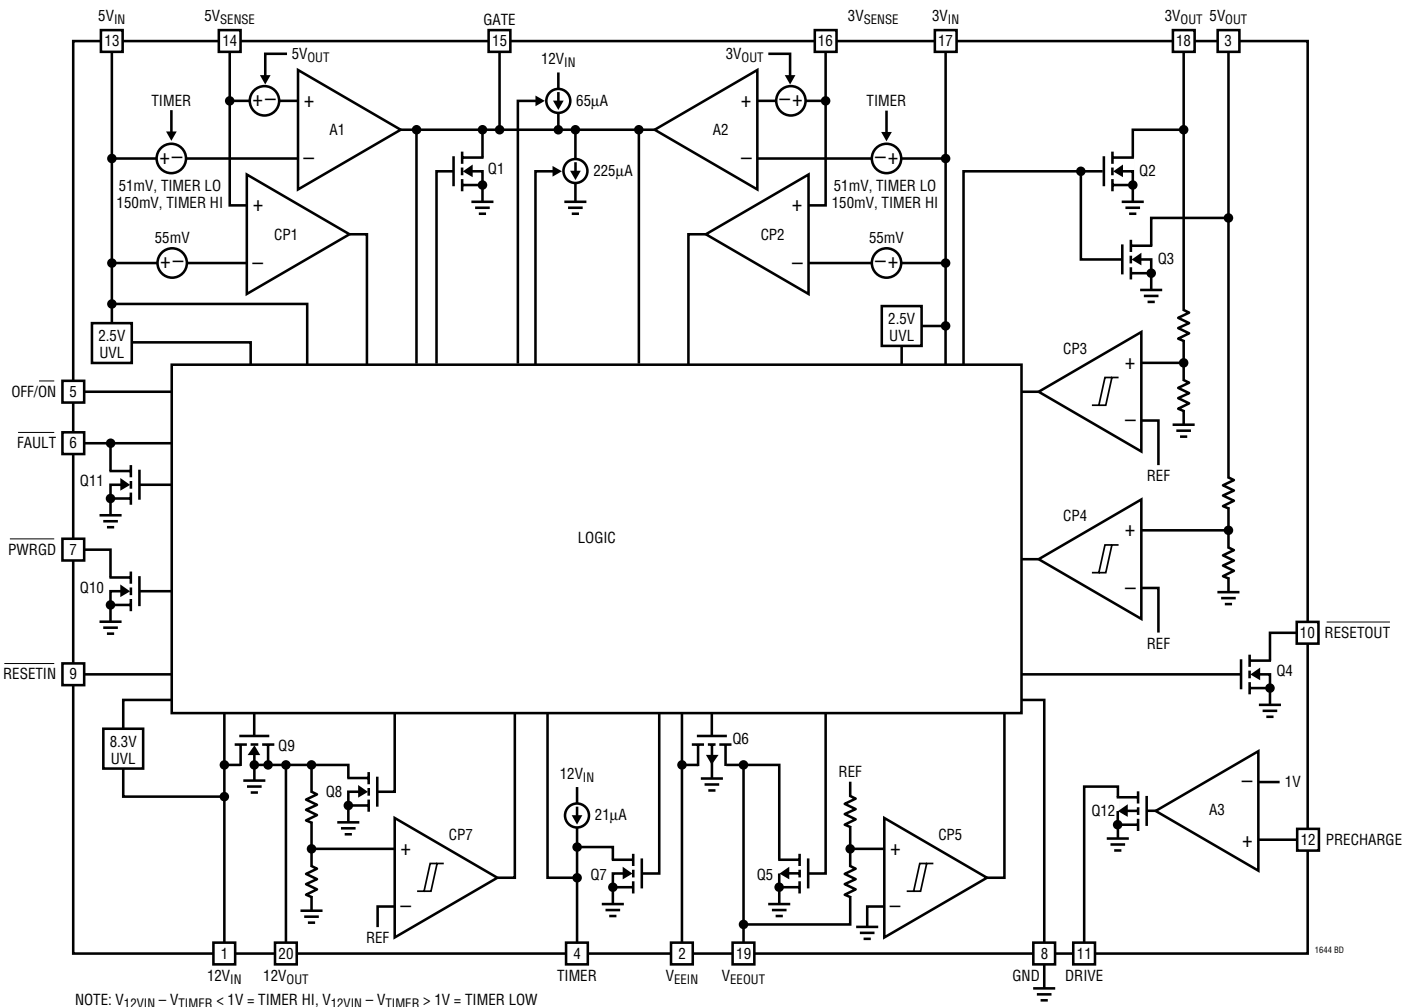 5VIN
5VSENSE
GATE
3VSENSE
3VIN
3VOUT
5VOUT
13
14
15
16
17
18
3
5VOUT
12VIN
3VOUT
TIMER
+
−
+
A1
65µA
A2
+
−
+
TIMER
+
−
−
51mV, TIMER LO
150mV, TIMER HI
Q1
225µA
−
−
+
51mV, TIMER LO
150mV, TIMER HI
Q2
+
CP1
CP2
+
55mV
+
−
−
−
55mV
−
+
Q3
2.5V
UVL
2.5V
UVL
CP3
+
−
REF
OFF/ON
5
FAULT
6
Q11
CP4
+
−
REF
PWRGD
7
Q10
LOGIC
10
RESETOUT
RESETIN
9
Q4
8.3V
UVL
Q9
Q8
12VIN
21µA
Q6
REF
−
1V
Q12
A3
+
12
PRECHARGE
CP7
+
−
REF
Q7
Q5
CP5
+
−
1
20
4
2
19
8
11
1644 BD
12VIN
12VOUT
TIMER
VEEIN
VEEOUT
GND
DRIVE
NOTE: V12VIN – VTIMER < 1V = TIMER HI, V12VIN – VTIMER > 1V = TIMER LOW